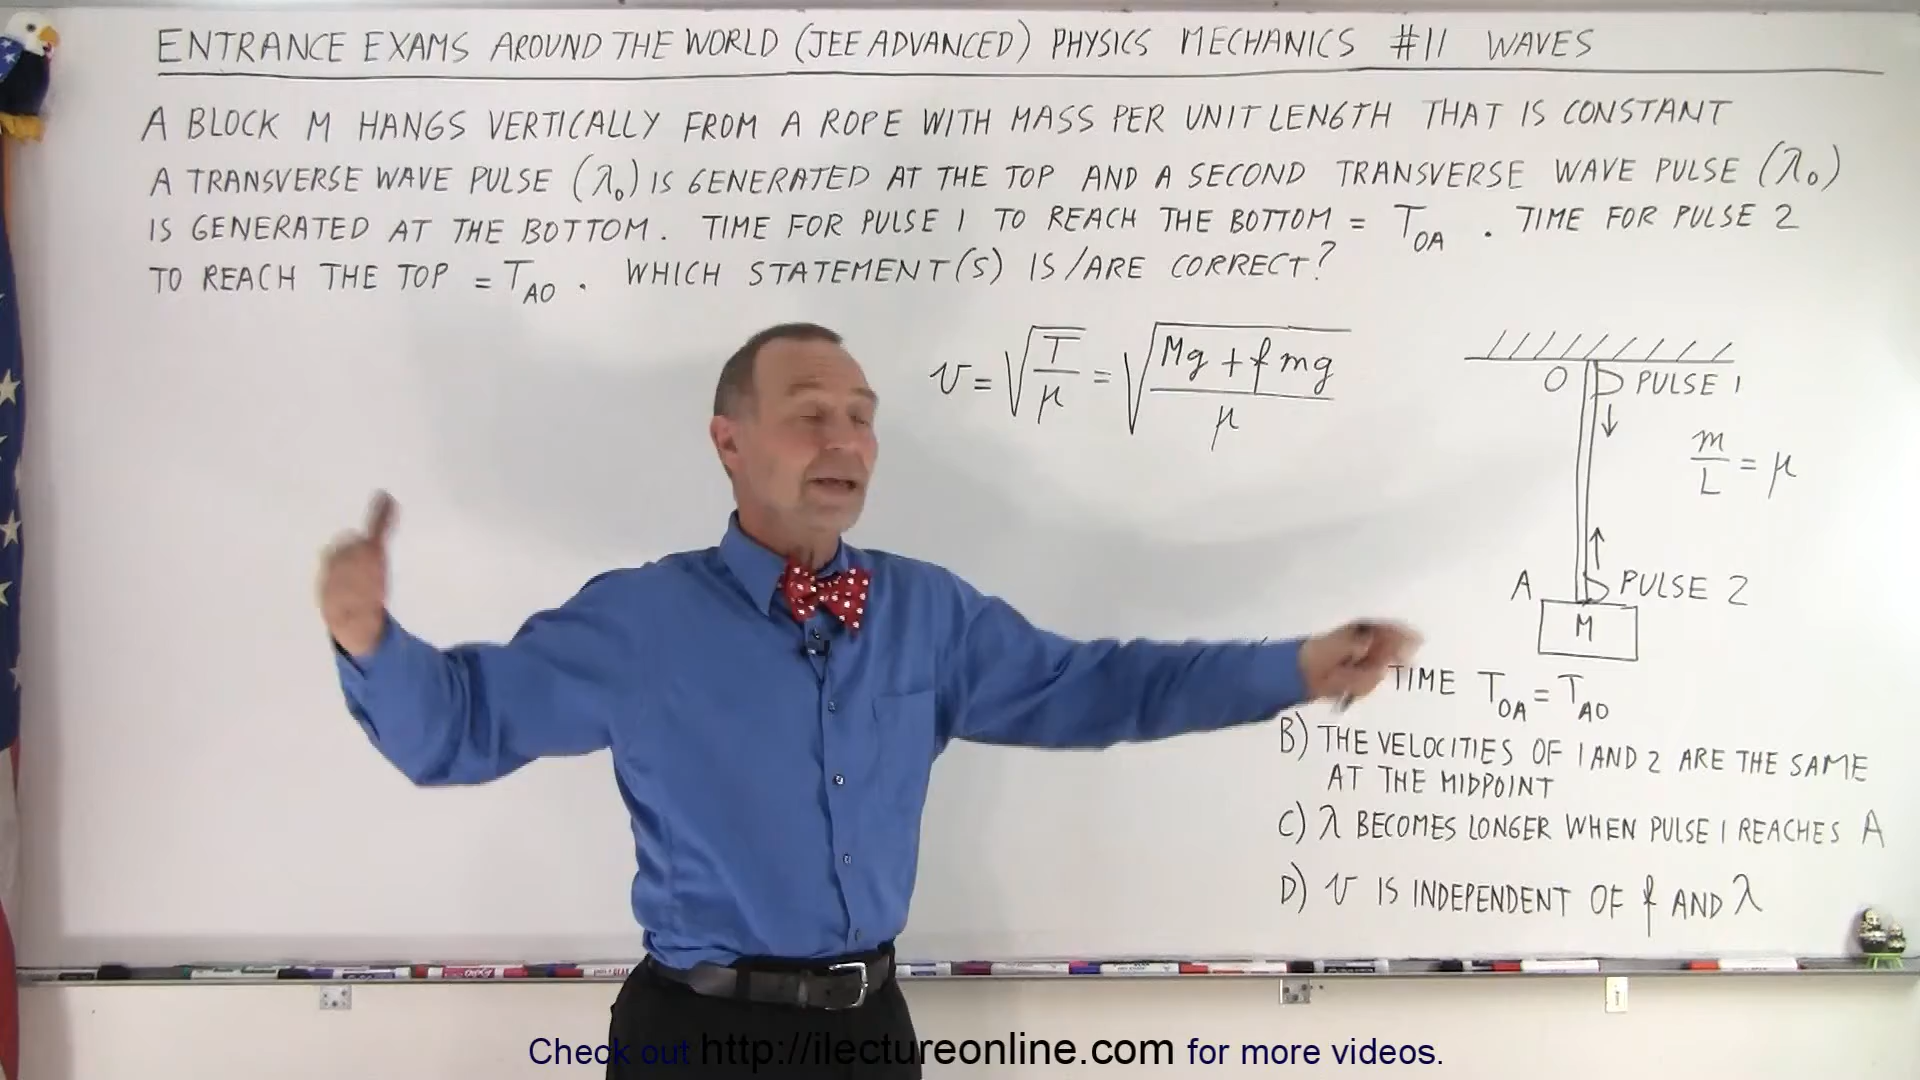 ENTRANCE EXAMS AROUND THE WORLD (JEE ADVANCED) PHYSICS MECHANICS #11 WAVES
A BLOCK M HANGS VERTICALLY FROM A ROPE WITH MASS PER UNIT LENGTH THAT IS CONSTANT
A TRANSVERSE WAVE PULSE (λ₀) IS GENERATED AT THE TOP AND A SECOND TRANSVERSE WAVE PULSE (λ₀)
IS GENERATED AT THE BOTTOM. TIME FOR PULSE 1 TO REACH THE BOTTOM = T_OA. TIME FOR PULSE 2
TO REACH THE TOP = T_AO. WHICH STATEMENT(S) IS/ARE CORRECT?
v = √(T/μ) = √((Mg + f mg)/μ)
O PULSE 1
m/L = μ
A PULSE 2
M
TIME T_OA = T_AO
B) THE VELOCITIES OF 1 AND 2 ARE THE SAME
AT THE MIDPOINT
C) λ BECOMES LONGER WHEN PULSE 1 REACHES A
D) v IS INDEPENDENT OF f AND λ
Check out http://ilectureonline.com for more videos.